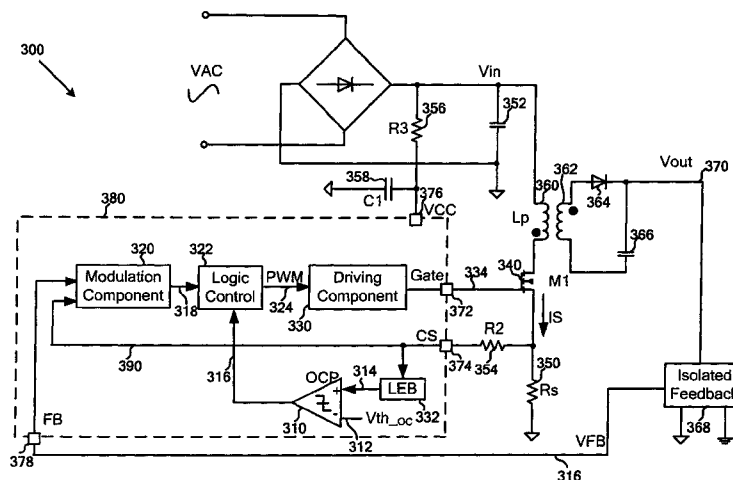 300
VAC
Vin
356
R3
352
358
C1
376
VCC
360
362
Lp
364
Vout
370
366
380
320
322
Modulation
Component
318
Logic
Control
PWM
324
Driving
Component
330
Gate
372
334
340
M1
IS
CS
374
R2
354
350
Rs
390
316
OCP
314
+
-
LEB
332
310
Vth_oc
312
FB
378
Isolated
Feedback
368
VFB
316